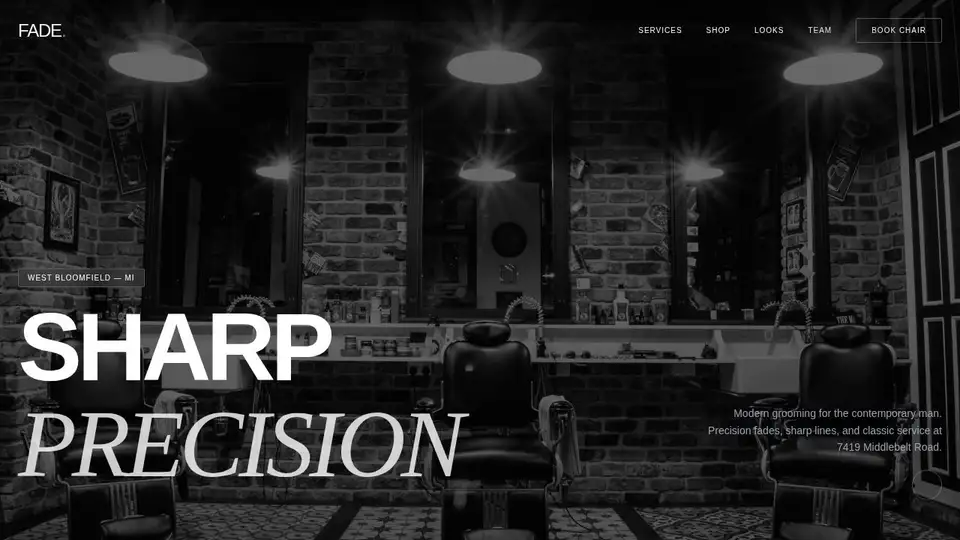 FADE.
SERVICES
SHOP
LOOKS
TEAM
BOOK CHAIR
WEST BLOOMFIELD — MI
SHARP
PRECISION
Modern grooming for the contemporary man.
Precision fades, sharp lines, and classic service at
7419 Middlebelt Road.